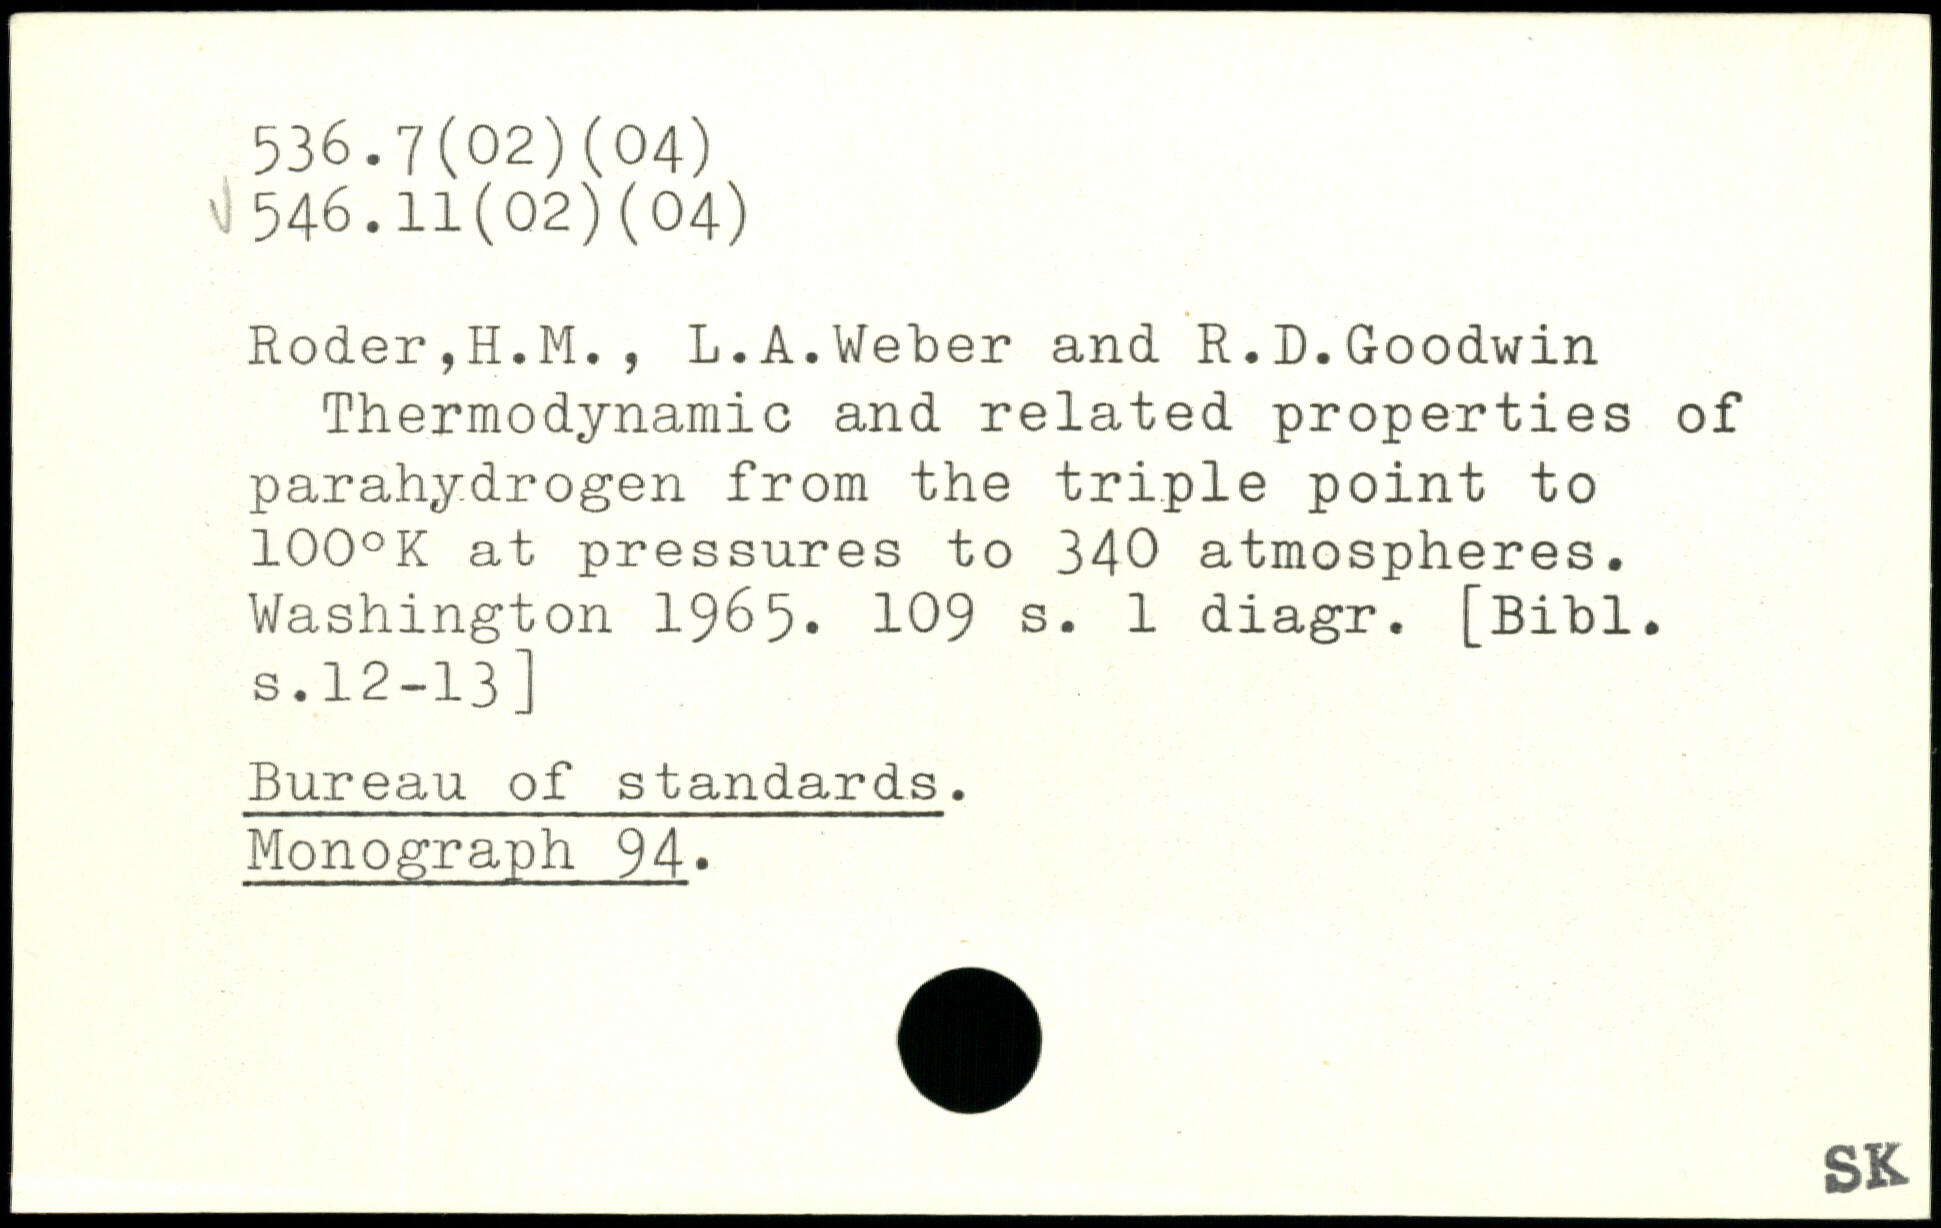 536.7(02)(04)
546.11(02)(04)
Roder,H.M., L.A.Weber and R.D.Goodwin
Thermodynamic and related properties of
parahydrogen from the triple point to
100°K at pressures to 340 atmospheres.
Washington 1965. 109 s. 1 diagr. [Bibl.
s.12-13]
Bureau of standards.
Monograph 94.
SK